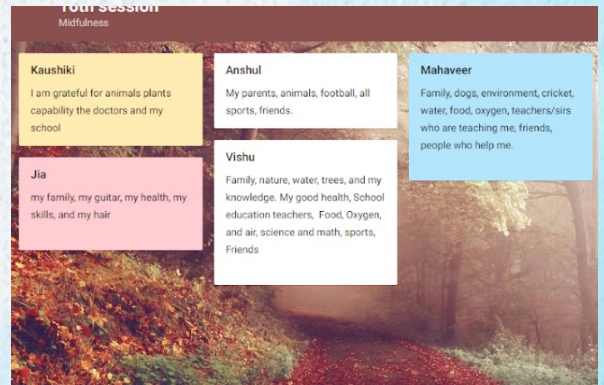 10th session
Midfulness
Kaushiki
I am grateful for animals plants
capability the doctors and my
school
Jia
my family, my guitar, my health, my
skills, and my hair
Anshul
My parents, animals, football, all
sports, friends.
Vishu
Family, nature, water, trees, and my
knowledge. My good health, School
education teachers, Food, Oxygen,
and air, science and math, sports,
Friends
Mahaveer
Family, dogs, environment, cricket,
water, food, oxygen, teachers/sirs
who are teaching me, friends,
people who help me.